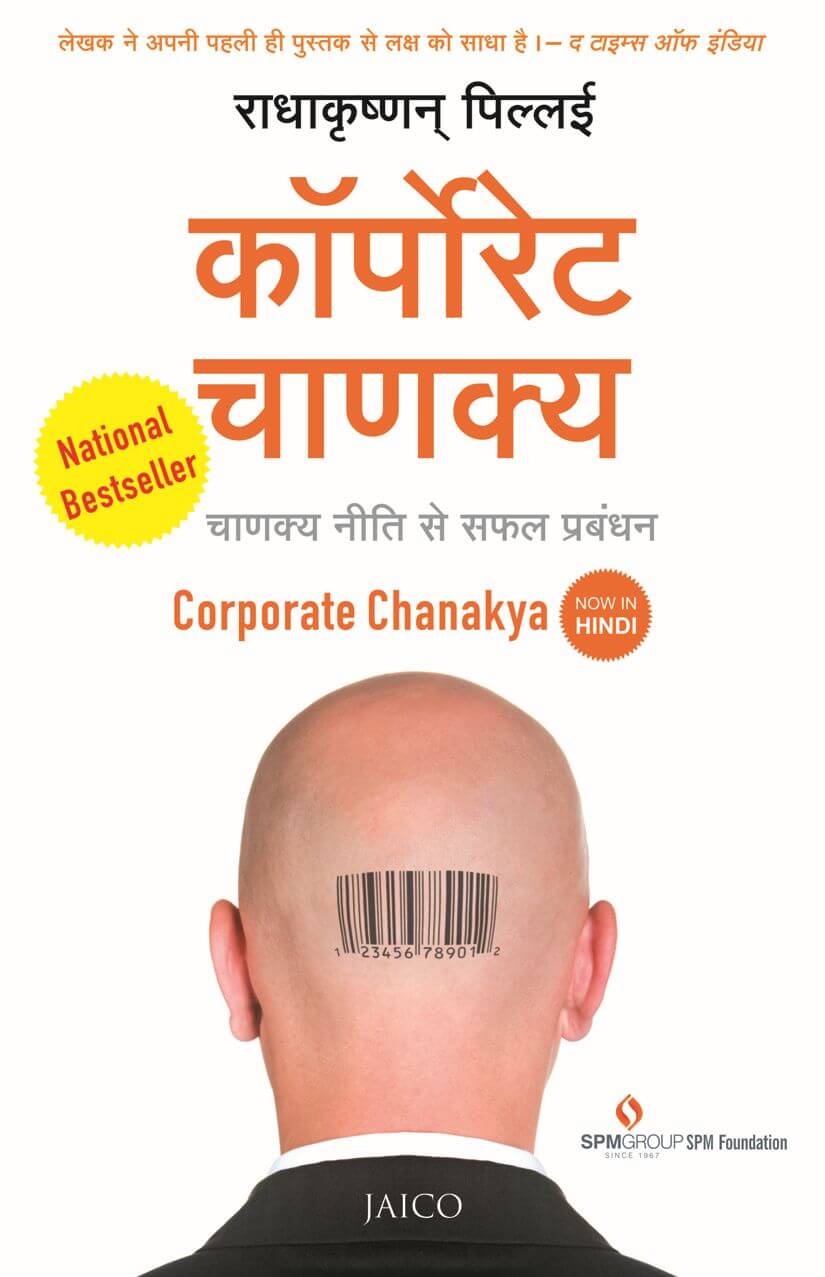 लेखक ने अपनी पहली ही पुस्तक से लक्ष को साधा है।– द टाइम्स ऑफ इंडिया
राधाकृष्णन् पिल्लई
कॉर्पोरेट
चाणक्य
National
Bestseller
चाणक्य नीति से सफल प्रबंधन
Corporate Chanakya
NOW IN
HINDI
1 23456 78901 2
SPMGROUP SPM Foundation
SINCE 1967
JAICO